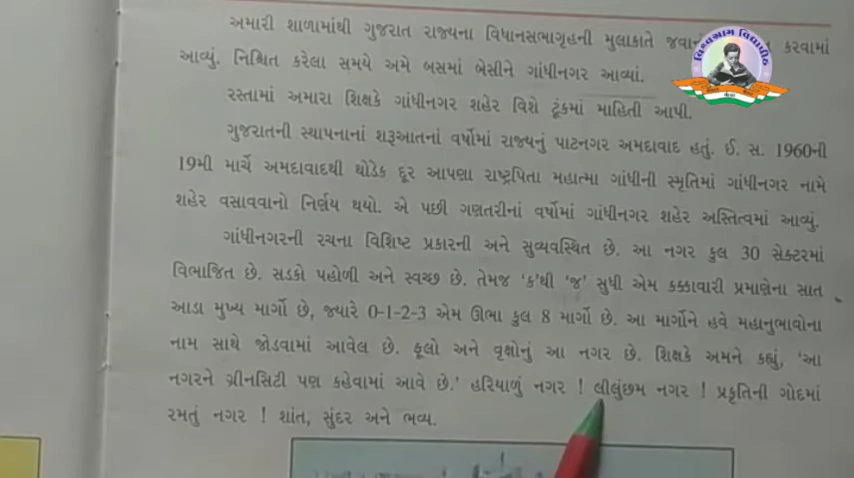 અમારી શાળામાંથી ગુજરાત રાજ્યના વિધાનસભાગૃહની મુલાકાતે જવાનું કરવામાં
આવ્યું. નિશ્ચિત કરેલા સમયે અમે બસમાં બેસીને ગાંધીનગર આવ્યાં.
રસ્તામાં અમારા શિક્ષકે ગાંધીનગર શહેર વિશે ટૂંકમાં માહિતી આપી.
ગુજરાતની સ્થાપનાનાં શરૂઆતનાં વર્ષોમાં રાજ્યનું પાટનગર અમદાવાદ હતું. ઈ. સ. 1960ની
19મી માર્ચે અમદાવાદથી થોડેક દૂર આપણા રાષ્ટ્રપિતા મહાત્મા ગાંધીની સ્મૃતિમાં ગાંધીનગર નામે
શહેર વસાવવાનો નિર્ણય થયો. એ પછી ગણતરીનાં વર્ષોમાં ગાંધીનગર શહેર અસ્તિત્વમાં આવ્યું.
ગાંધીનગરની રચના વિશિષ્ટ પ્રકારની અને સુવ્યવસ્થિત છે. આ નગર કુલ 30 સેક્ટરમાં
વિભાજિત છે. સડકો પહોળી અને સ્વચ્છ છે. તેમજ ‘ક’થી ‘જ’ સુધી એમ કક્કાવારી પ્રમાણેના સાત
આડા મુખ્ય માર્ગો છે, જ્યારે 0-1-2-3 એમ ઊભા કુલ 8 માર્ગો છે. આ માર્ગોને હવે મહાનુભાવોના
નામ સાથે જોડવામાં આવેલ છે. ફૂલો અને વૃક્ષોનું આ નગર છે. શિક્ષકે અમને કહ્યું, ‘આ
નગરને ગ્રીનસિટી પણ કહેવામાં આવે છે.’ હરિયાળું નગર ! લીલુંછમ નગર ! પ્રકૃતિની ગોદમાં
રમતું નગર ! શાંત, સુંદર અને ભવ્ય.
વિશ્વગ્રામ વિદ્યાપીઠ